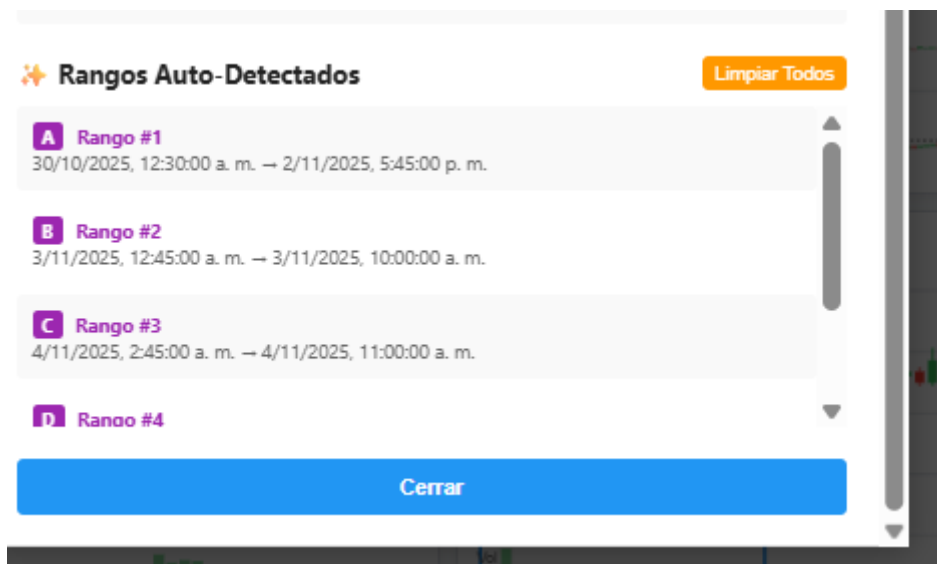 ✨ Rangos Auto-Detectados
Limpiar Todos
A Rango #1
30/10/2025, 12:30:00 a. m. → 2/11/2025, 5:45:00 p. m.
B Rango #2
3/11/2025, 12:45:00 a. m. → 3/11/2025, 10:00:00 a. m.
C Rango #3
4/11/2025, 2:45:00 a. m. → 4/11/2025, 11:00:00 a. m.
D Rango #4
Cerrar
Vol